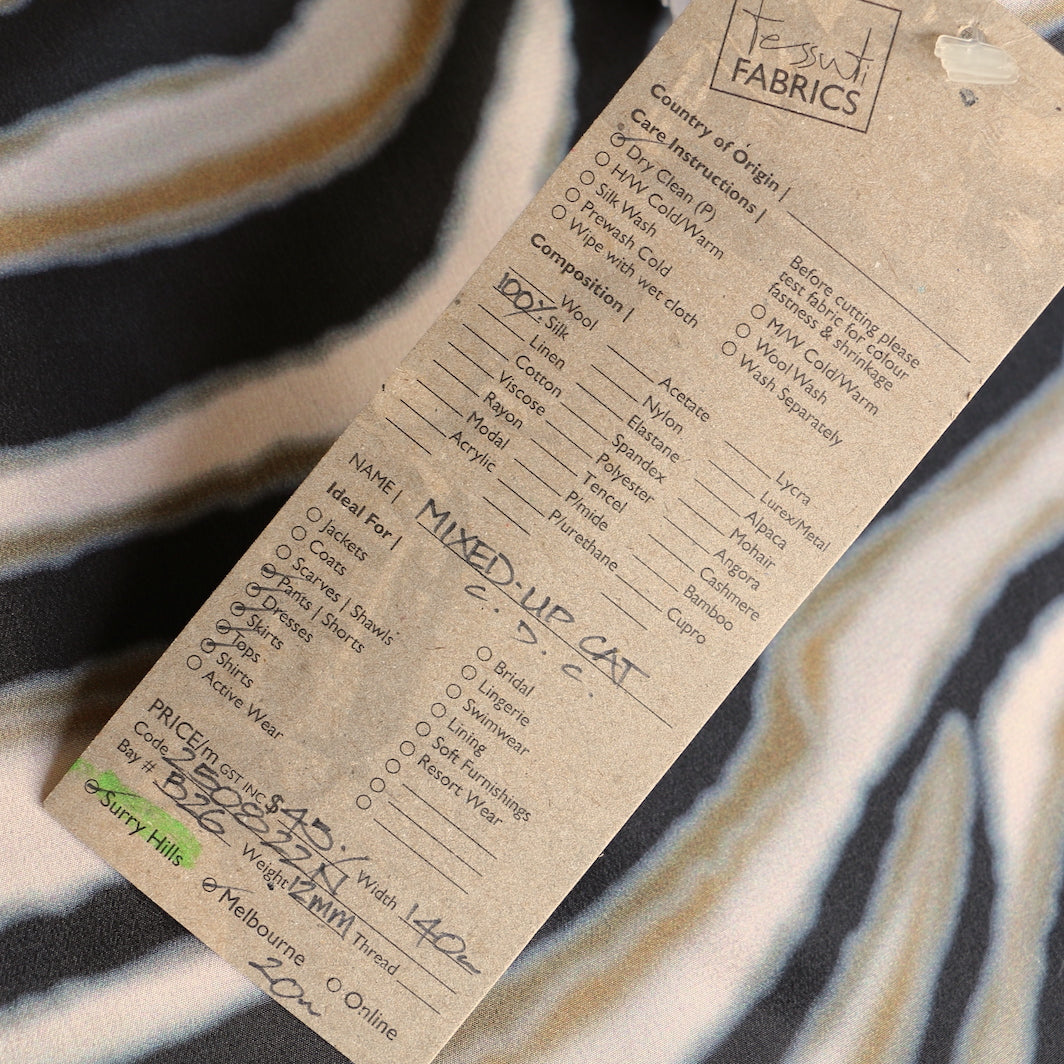 tessuti
FABRICS
Country of Origin |
Care Instructions |
Dry Clean (P)
H/W Cold/Warm
Silk Wash
Prewash Cold
Wipe with wet cloth
Before cutting please
test fabric for colour
fastness & shrinkage
M/W Cold/Warm
Wool Wash
Wash Separately
Composition |
Wool
100% Silk
Linen
Cotton
Viscose
Rayon
Modal
Acrylic
Acetate
Nylon
Elastane
Spandex
Polyester
Tencel
P/mide
P/urethane
Lycra
Lurex/Metal
Alpaca
Mohair
Angora
Cashmere
Bamboo
Cupro
NAME | MIXED-UP CAT
C. D. C.
Ideal For |
Jackets
Coats
Scarves | Shawls
Pants | Shorts
Dresses
Skirts
Tops
Shirts
Active Wear
Bridal
Lingerie
Swimwear
Lining
Soft Furnishings
Resort Wear
PRICE/m GST INC $45
Width 140
Code
Bay # B26
Weight 12MM Thread
Surry Hills
Melbourne
Online